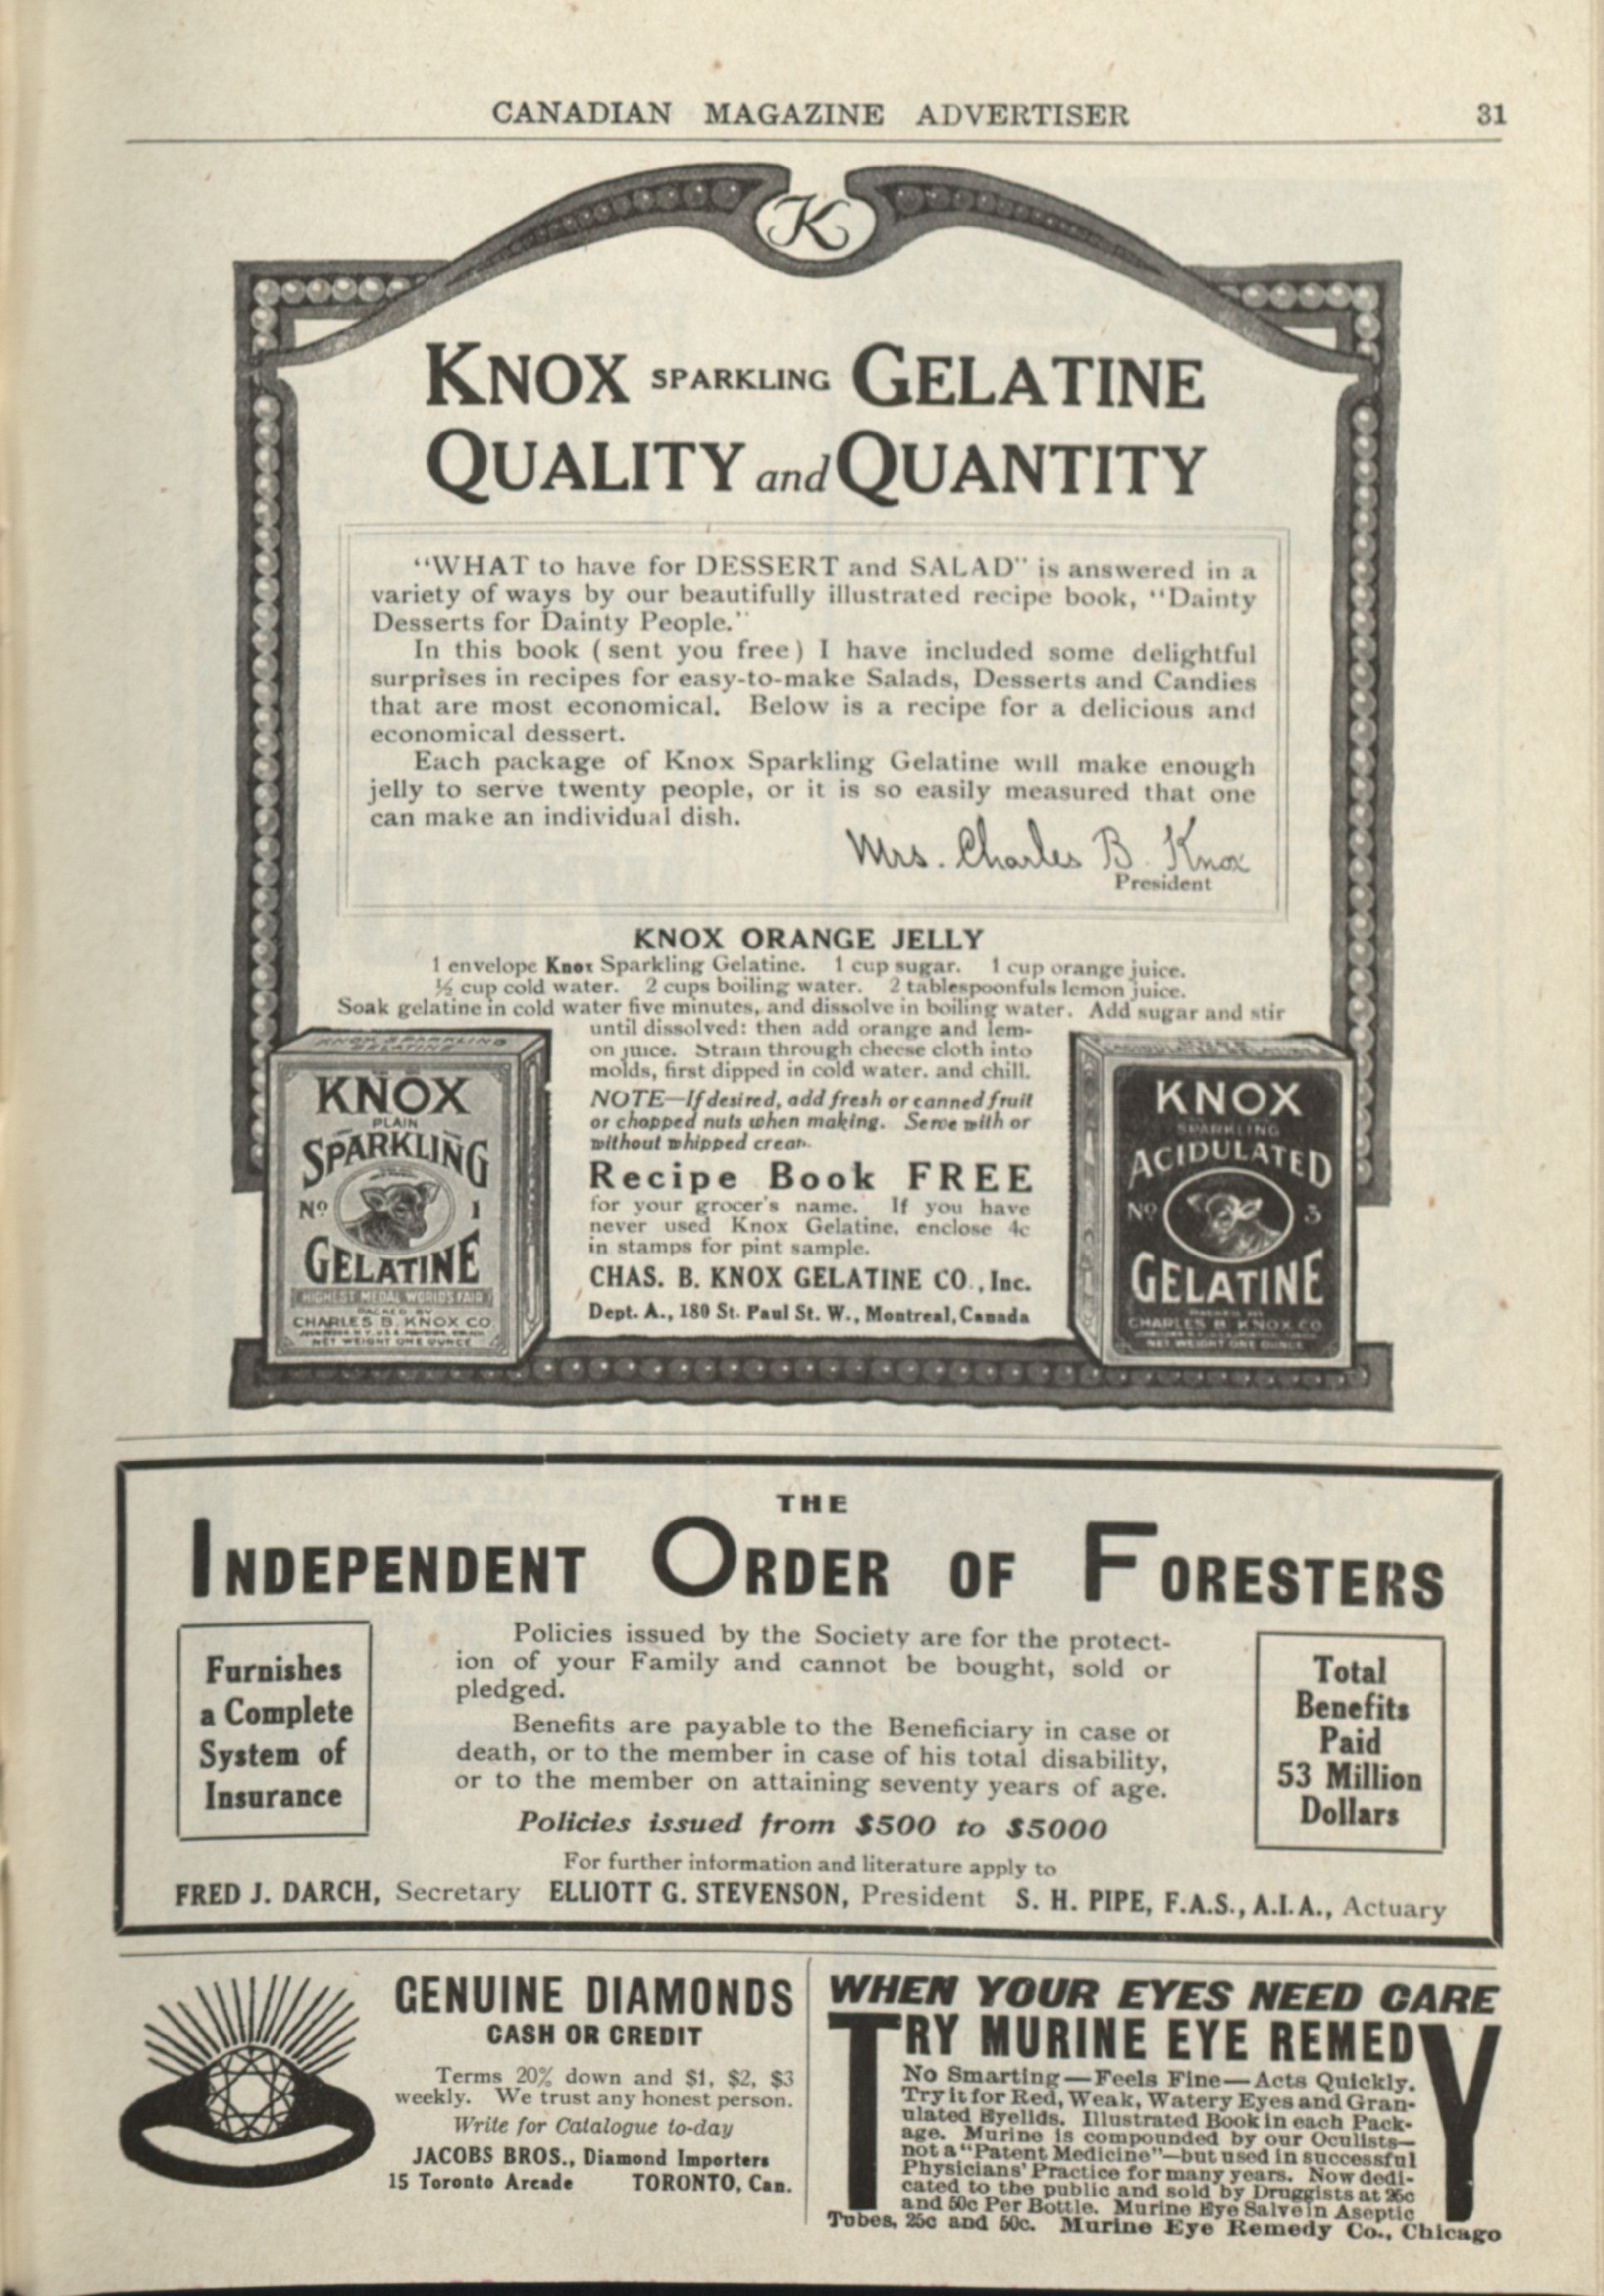 CANADIAN MAGAZINE ADVERTISER 31
K
KNOX SPARKLING GELATINE
QUALITY and QUANTITY
"WHAT to have for DESSERT and SALAD" is answered in a
variety of ways by our beautifully illustrated recipe book, "Dainty
Desserts for Dainty People."
In this book (sent you free) I have included some delightful
surprises in recipes for easy-to-make Salads, Desserts and Candies
that are most economical. Below is a recipe for a delicious and
economical dessert.
Each package of Knox Sparkling Gelatine will make enough
jelly to serve twenty people, or it is so easily measured that one
can make an individual dish.
Mrs. Charles B. Knox
President
KNOX ORANGE JELLY
1 envelope Knox Sparkling Gelatine. 1 cup sugar. 1 cup orange juice.
½ cup cold water. 2 cups boiling water. 2 tablespoonfuls lemon juice.
Soak gelatine in cold water five minutes, and dissolve in boiling water. Add sugar and stir
until dissolved: then add orange and lem-
on juice. Strain through cheese cloth into
molds, first dipped in cold water, and chill.
NOTE—If desired, add fresh or canned fruit
or chopped nuts when making. Serve with or
without whipped cream.
Recipe Book FREE
for your grocer's name. If you have
never used Knox Gelatine, enclose 4c
in stamps for pint sample.
CHAS. B. KNOX GELATINE CO., Inc.
Dept. A., 180 St. Paul St. W., Montreal, Canada
KNOX SPARKLING
GELATINE
KNOX
PLAIN
SPARKLING
No 1
GELATINE
HIGHEST MEDAL WORLD'S FAIR
PACKED BY
CHARLES B. KNOX CO
NET WEIGHT ONE OUNCE
KNOX
SPARKLING
ACIDULATED
No 3
GELATINE
PACKED BY
CHARLES B. KNOX CO
NET WEIGHT ONE OUNCE
THE
INDEPENDENT ORDER OF FORESTERS
Furnishes
a Complete
System of
Insurance
Policies issued by the Society are for the protect-
ion of your Family and cannot be bought, sold or
pledged.
Benefits are payable to the Beneficiary in case of
death, or to the member in case of his total disability,
or to the member on attaining seventy years of age.
Policies issued from $500 to $5000
Total
Benefits
Paid
53 Million
Dollars
For further information and literature apply to
FRED J. DARCH, Secretary ELLIOTT G. STEVENSON, President S. H. PIPE, F.A.S., A.I.A., Actuary
GENUINE DIAMONDS
CASH OR CREDIT
Terms 20% down and $1, $2, $3
weekly. We trust any honest person.
Write for Catalogue to-day
JACOBS BROS., Diamond Importers
15 Toronto Arcade TORONTO, Can.
WHEN YOUR EYES NEED CARE
TRY MURINE EYE REMEDY
No Smarting—Feels Fine—Acts Quickly.
Try it for Red, Weak, Watery Eyes and Gran-
ulated Eyelids. Illustrated Book in each Pack-
age. Murine is compounded by our Oculists—
not a "Patent Medicine"—but used in successful
Physicians' Practice for many years. Now dedi-
cated to the public and sold by Druggists at 25c
and 50c Per Bottle. Murine Eye Salve in Aseptic
Tubes, 25c and 50c. Murine Eye Remedy Co., Chicago